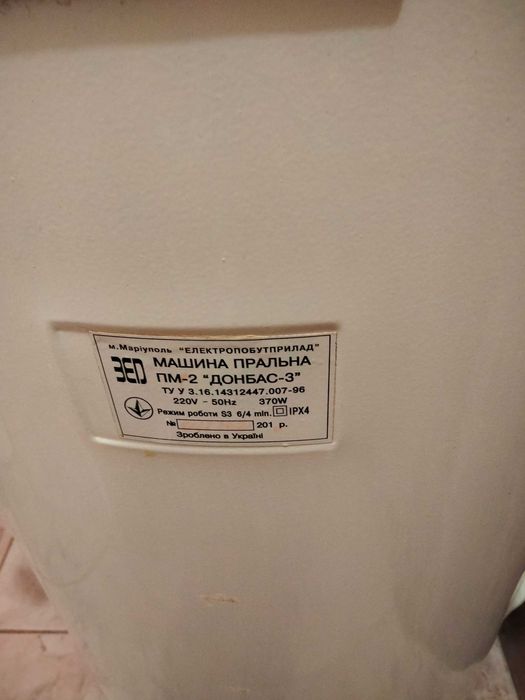 м.Маріуполь "ЕЛЕКТРОПОБУТПРИЛАД"
ЗЕП МАШИНА ПРАЛЬНА
ПМ-2 "ДОНБАС-3"
ТУ У 3.16.14312447.007-96
220V - 50Hz 370W
Режим роботи S3 6/4 min. IPX4
№ 201 р.
Зроблено в Україні